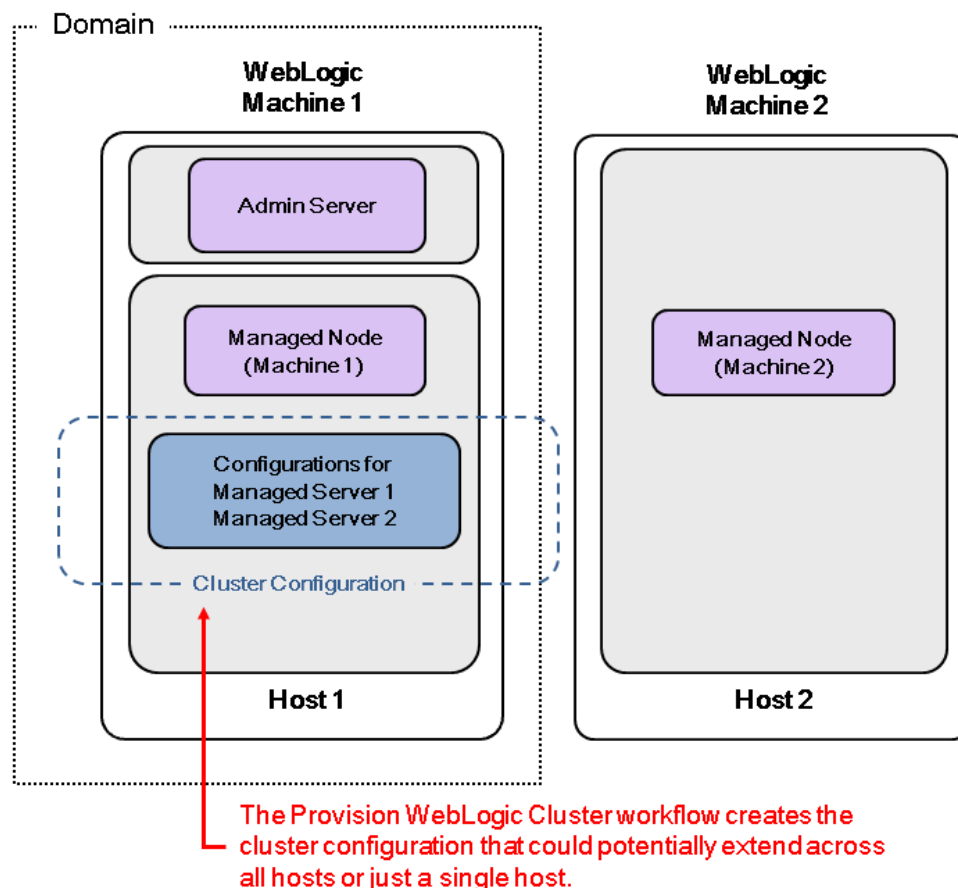 Domain
WebLogic
Machine 1
WebLogic
Machine 2
Admin Server
Managed Node
(Machine 1)
Managed Node
(Machine 2)
Configurations for
Managed Server 1
Managed Server 2
Cluster Configuration
Host 1
Host 2
The Provision WebLogic Cluster workflow creates the
cluster configuration that could potentially extend across
all hosts or just a single host.